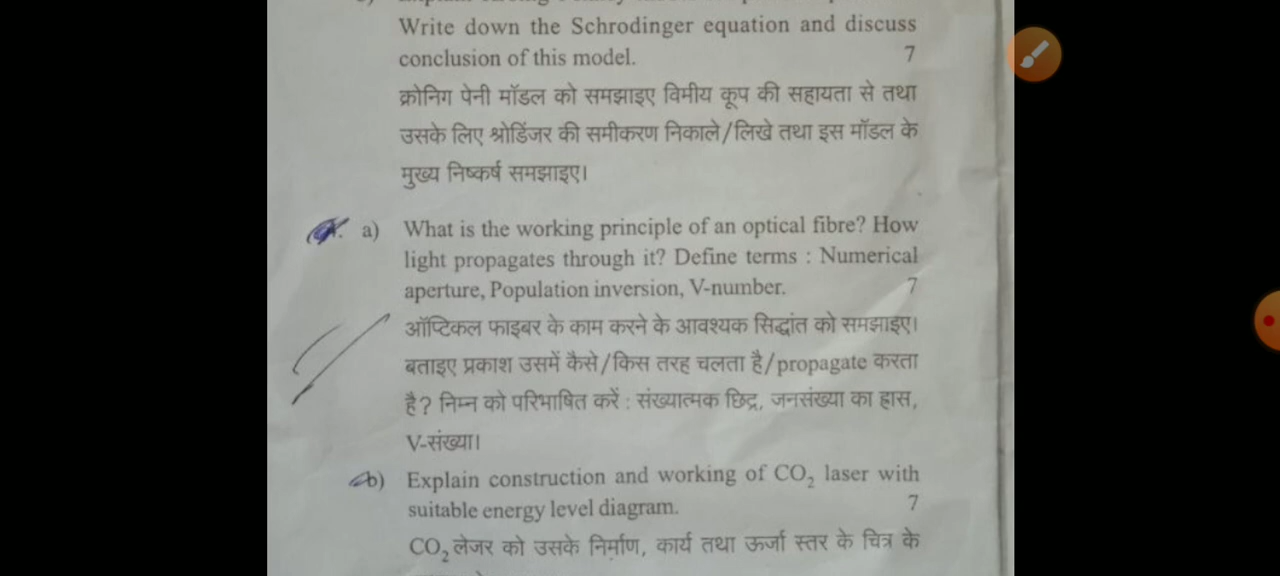 Write down the Schrodinger equation and discuss
conclusion of this model. 7
क्रोनिग पेनी मॉडल को समझाइए विमीय कूप की सहायता से तथा
उसके लिए श्रोडिंजर की समीकरण निकाले/लिखे तथा इस मॉडल के
मुख्य निष्कर्ष समझाइए।
a) What is the working principle of an optical fibre? How
light propagates through it? Define terms : Numerical
aperture, Population inversion, V-number. 7
ऑप्टिकल फाइबर के काम करने के आवश्यक सिद्धांत को समझाइए।
बताइए प्रकाश उसमें कैसे/किस तरह चलता है/propagate करता
है? निम्न को परिभाषित करें : संख्यात्मक छिद्र, जनसंख्या का ह्रास,
V-संख्या।
b) Explain construction and working of CO₂ laser with
suitable energy level diagram. 7
CO₂ लेजर को उसके निर्माण, कार्य तथा ऊर्जा स्तर के चित्र के